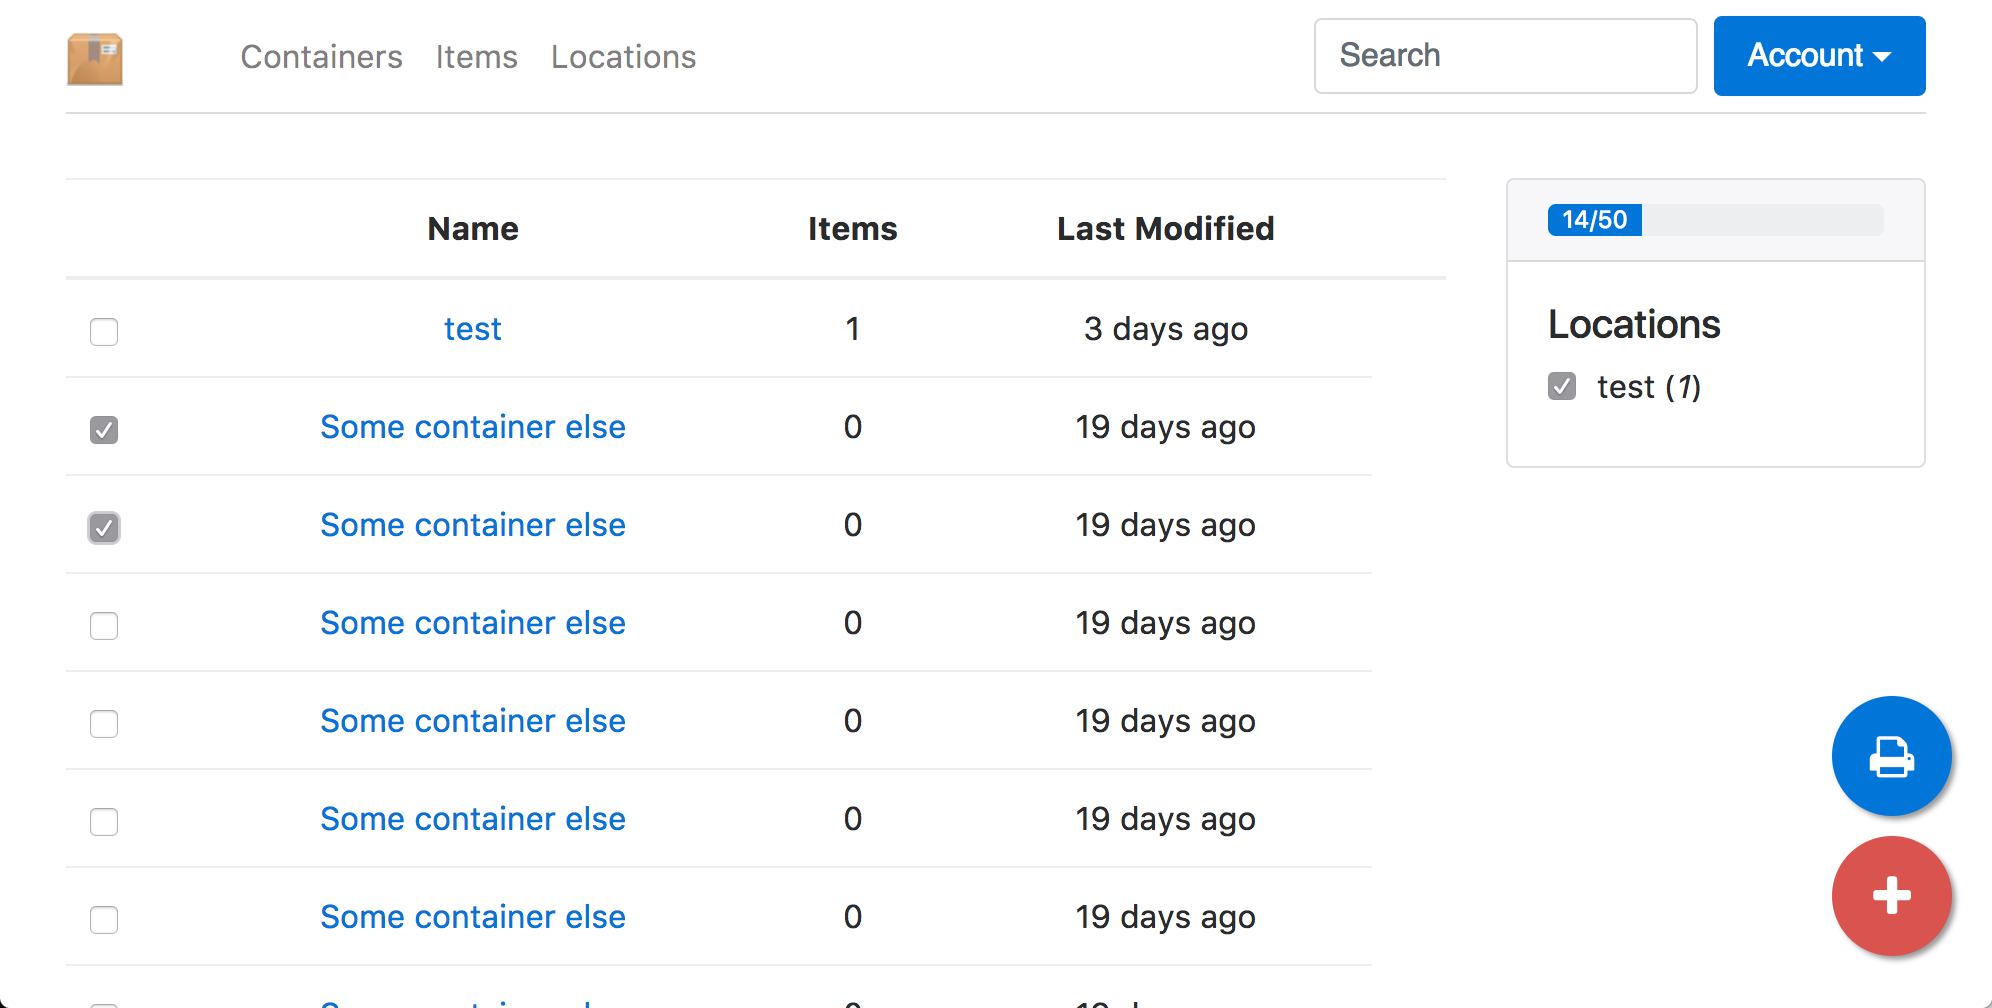 Containers Items Locations Search Account
Name Items Last Modified
14/50
test 1 3 days ago
Locations
test (1)
Some container else 0 19 days ago
Some container else 0 19 days ago
Some container else 0 19 days ago
Some container else 0 19 days ago
Some container else 0 19 days ago
Some container else 0 19 days ago